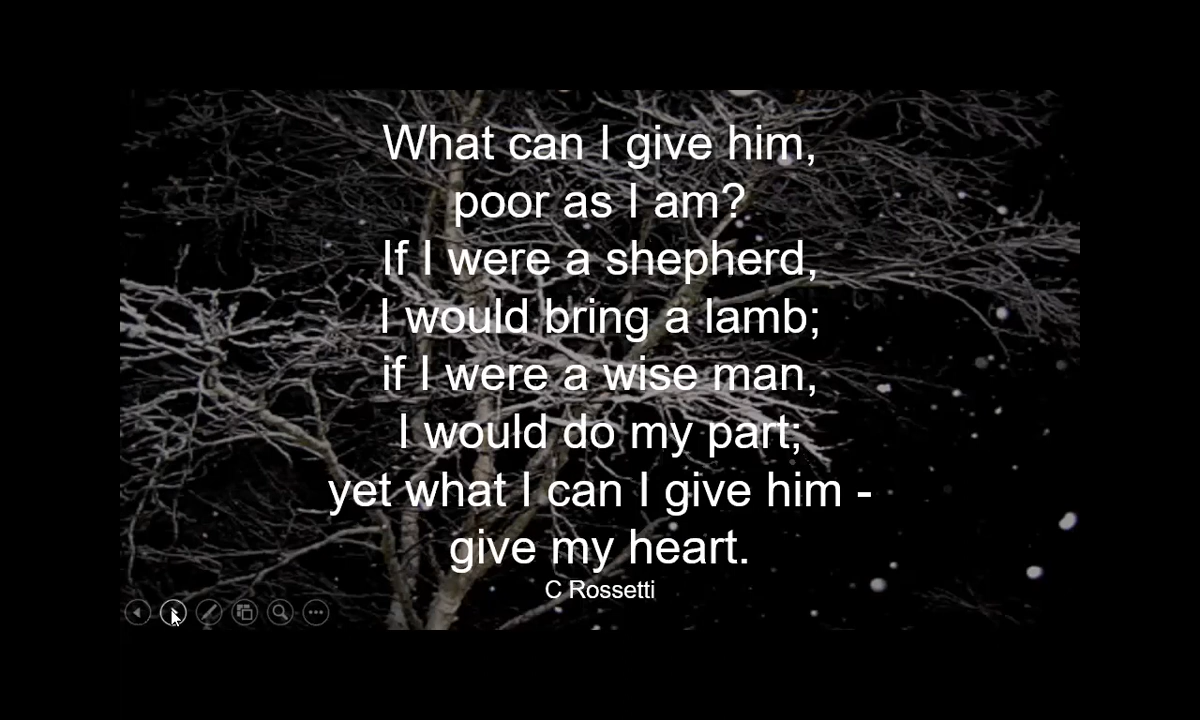 What can I give him,
poor as I am?
If I were a shepherd,
I would bring a lamb;
if I were a wise man,
I would do my part;
yet what I can I give him -
give my heart.
C Rossetti